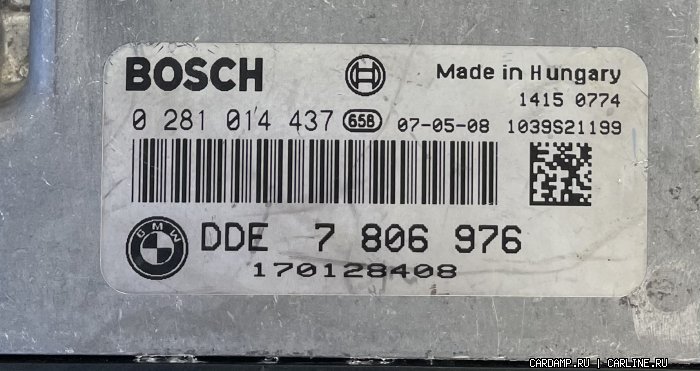 BOSCH
Made in Hungary
1415 0774
0 281 014 437 658 07-05-08 1039S21199
BMW
DDE 7 806 976
170128408
CARDAMP.RU | CARLINE.RU